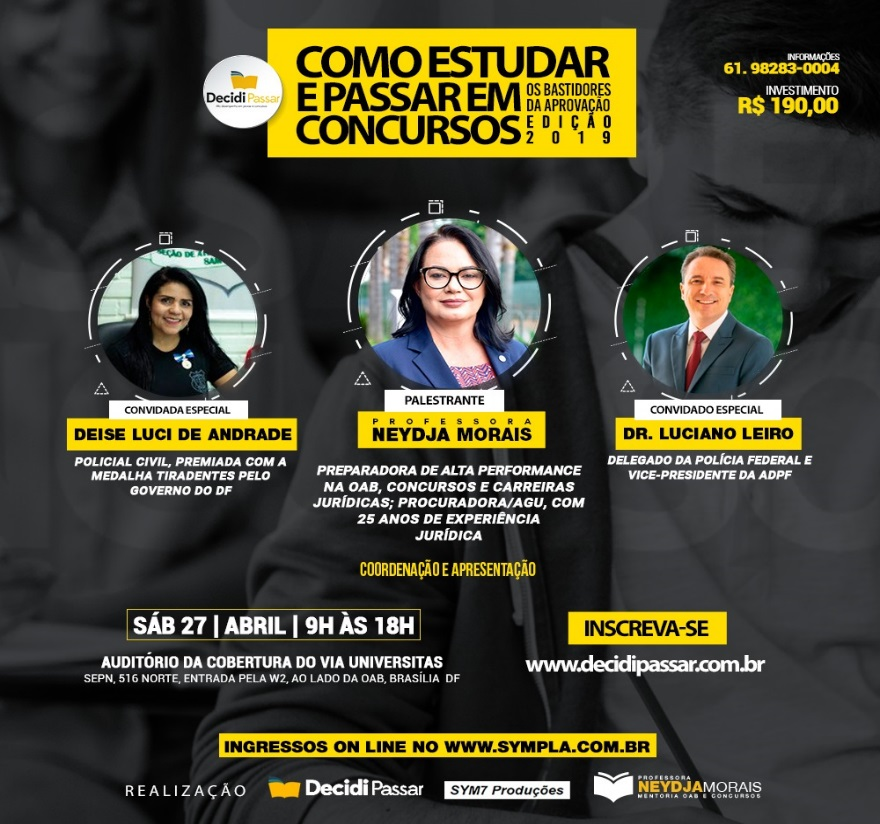 Decidi Passar
COMO ESTUDAR
E PASSAR EM
CONCURSOS
OS BASTIDORES
DA APROVAÇÃO
EDIÇÃO
2019
INFORMAÇÕES
61. 98283-0004
INVESTIMENTO
R$ 190,00
CONVIDADA ESPECIAL
DEISE LUCI DE ANDRADE
POLICIAL CIVIL, PREMIADA COM A
MEDALHA TIRADENTES PELO
GOVERNO DO DF
PALESTRANTE
PROFESSORA
NEYDJA MORAIS
PREPARADORA DE ALTA PERFORMANCE
NA OAB, CONCURSOS E CARREIRAS
JURÍDICAS; PROCURADORA/AGU, COM
25 ANOS DE EXPERIÊNCIA
JURÍDICA
COORDENAÇÃO E APRESENTAÇÃO
CONVIDADO ESPECIAL
DR. LUCIANO LEIRO
DELEGADO DA POLÍCIA FEDERAL E
VICE-PRESIDENTE DA ADPF
SÁB 27 | ABRIL | 9H ÀS 18H
AUDITÓRIO DA COBERTURA DO VIA UNIVERSITAS
SEPN, 516 NORTE, ENTRADA PELA W2, AO LADO DA OAB, BRASÍLIA DF
INSCREVA-SE
www.decidipassar.com.br
INGRESSOS ON LINE NO WWW.SYMPLA.COM.BR
REALIZAÇÃO
Decidi Passar
SYM7 Produções
PROFESSORA
NEYDJAMORAIS
MENTORIA OAB E CONCURSOS